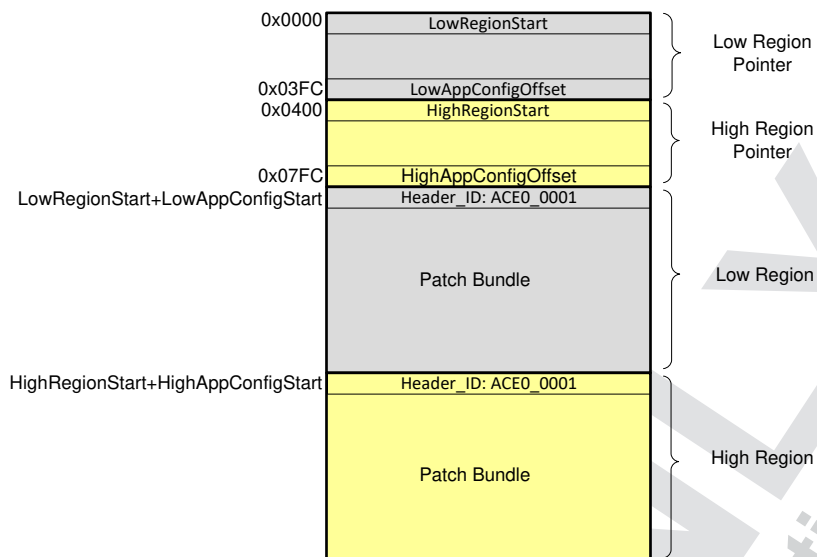 0x0000
LowRegionStart
0x03FC
LowAppConfigOffset
Low Region
Pointer
0x0400
HighRegionStart
0x07FC
HighAppConfigOffset
High Region
Pointer
LowRegionStart+LowAppConfigStart
Header_ID: ACE0_0001
Patch Bundle
Low Region
HighRegionStart+HighAppConfigStart
Header_ID: ACE0_0001
Patch Bundle
High Region